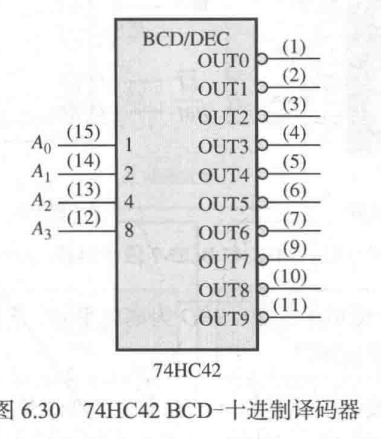 BCD/DEC
OUT0 (1)
OUT1 (2)
OUT2 (3)
A₀ (15) 1 OUT3 (4)
A₁ (14) 2 OUT4 (5)
A₂ (13) 4 OUT5 (6)
A₃ (12) 8 OUT6 (7)
OUT7 (9)
OUT8 (10)
OUT9 (11)
74HC42
图 6.30 74HC42 BCD-十进制译码器